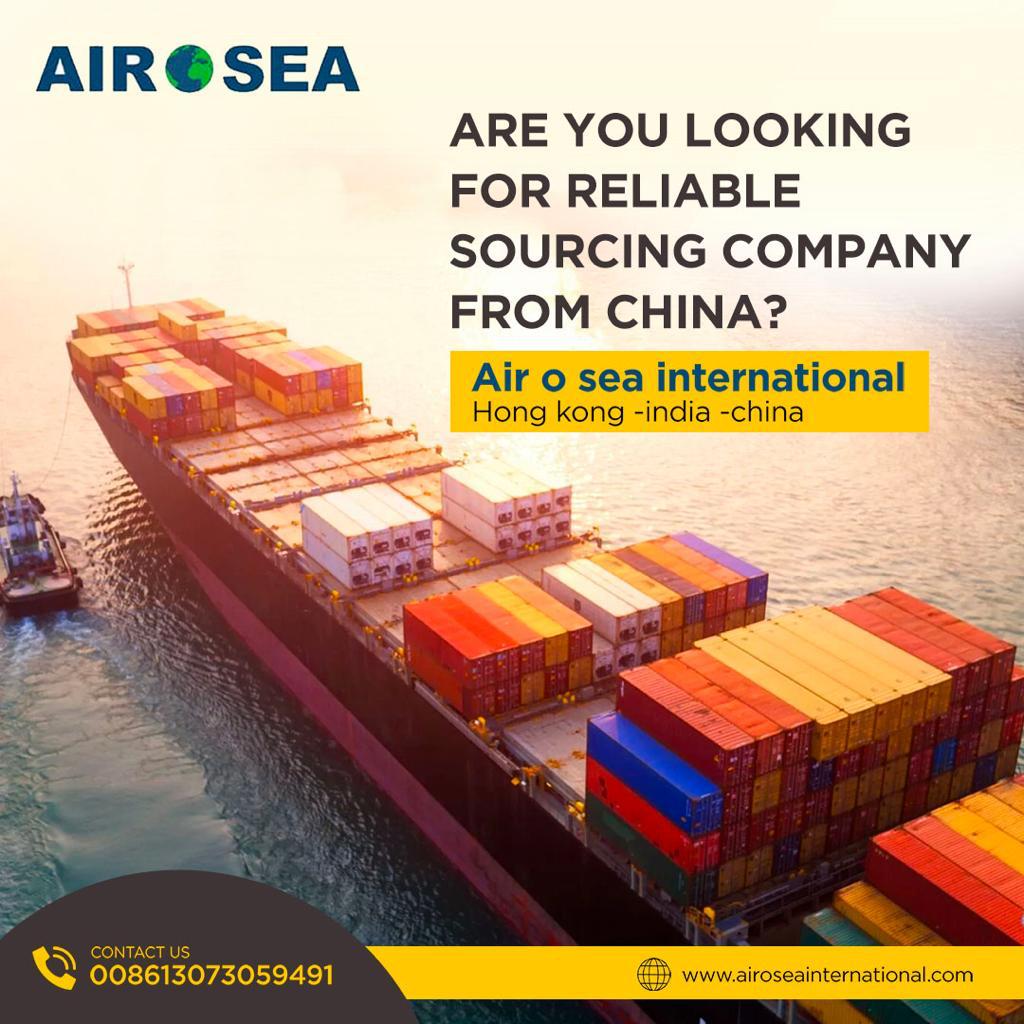 AIR O SEA
ARE YOU LOOKING
FOR RELIABLE
SOURCING COMPANY
FROM CHINA?
Air o sea international
Hong kong -india -china
CONTACT US
008613073059491
www.airoseainternational.com